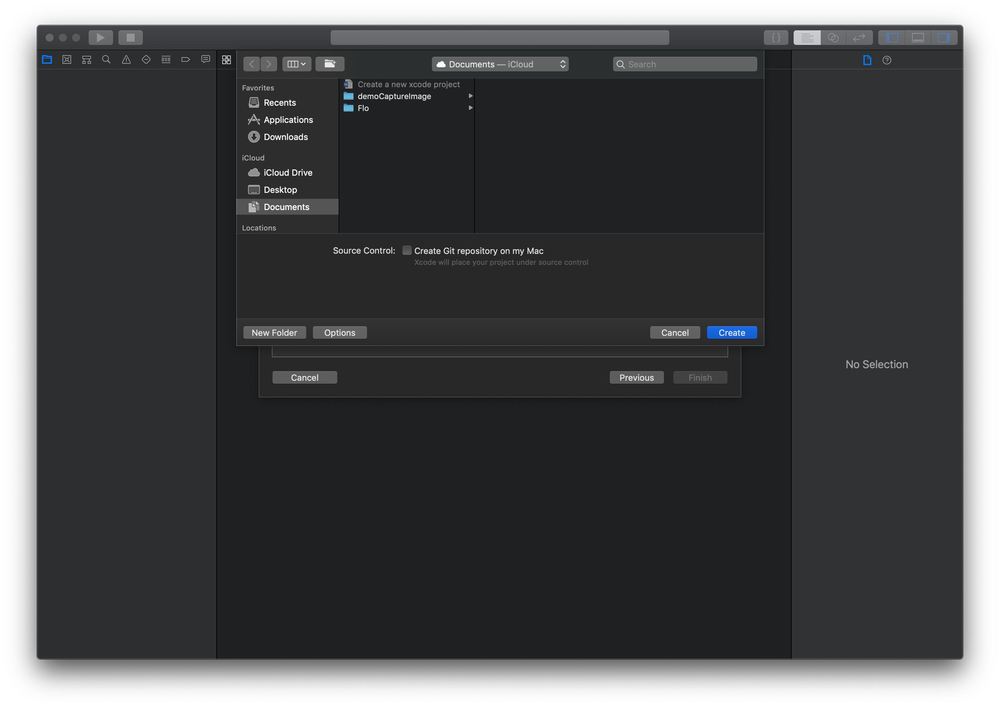 Documents — iCloud
Search
Favorites
Recents
Applications
Downloads
iCloud
iCloud Drive
Desktop
Documents
Locations
Create a new xcode project
demoCaptureImage
Flo
Source Control: Create Git repository on my Mac
Xcode will place your project under source control
New Folder Options Cancel Create
Cancel Previous Finish
No Selection